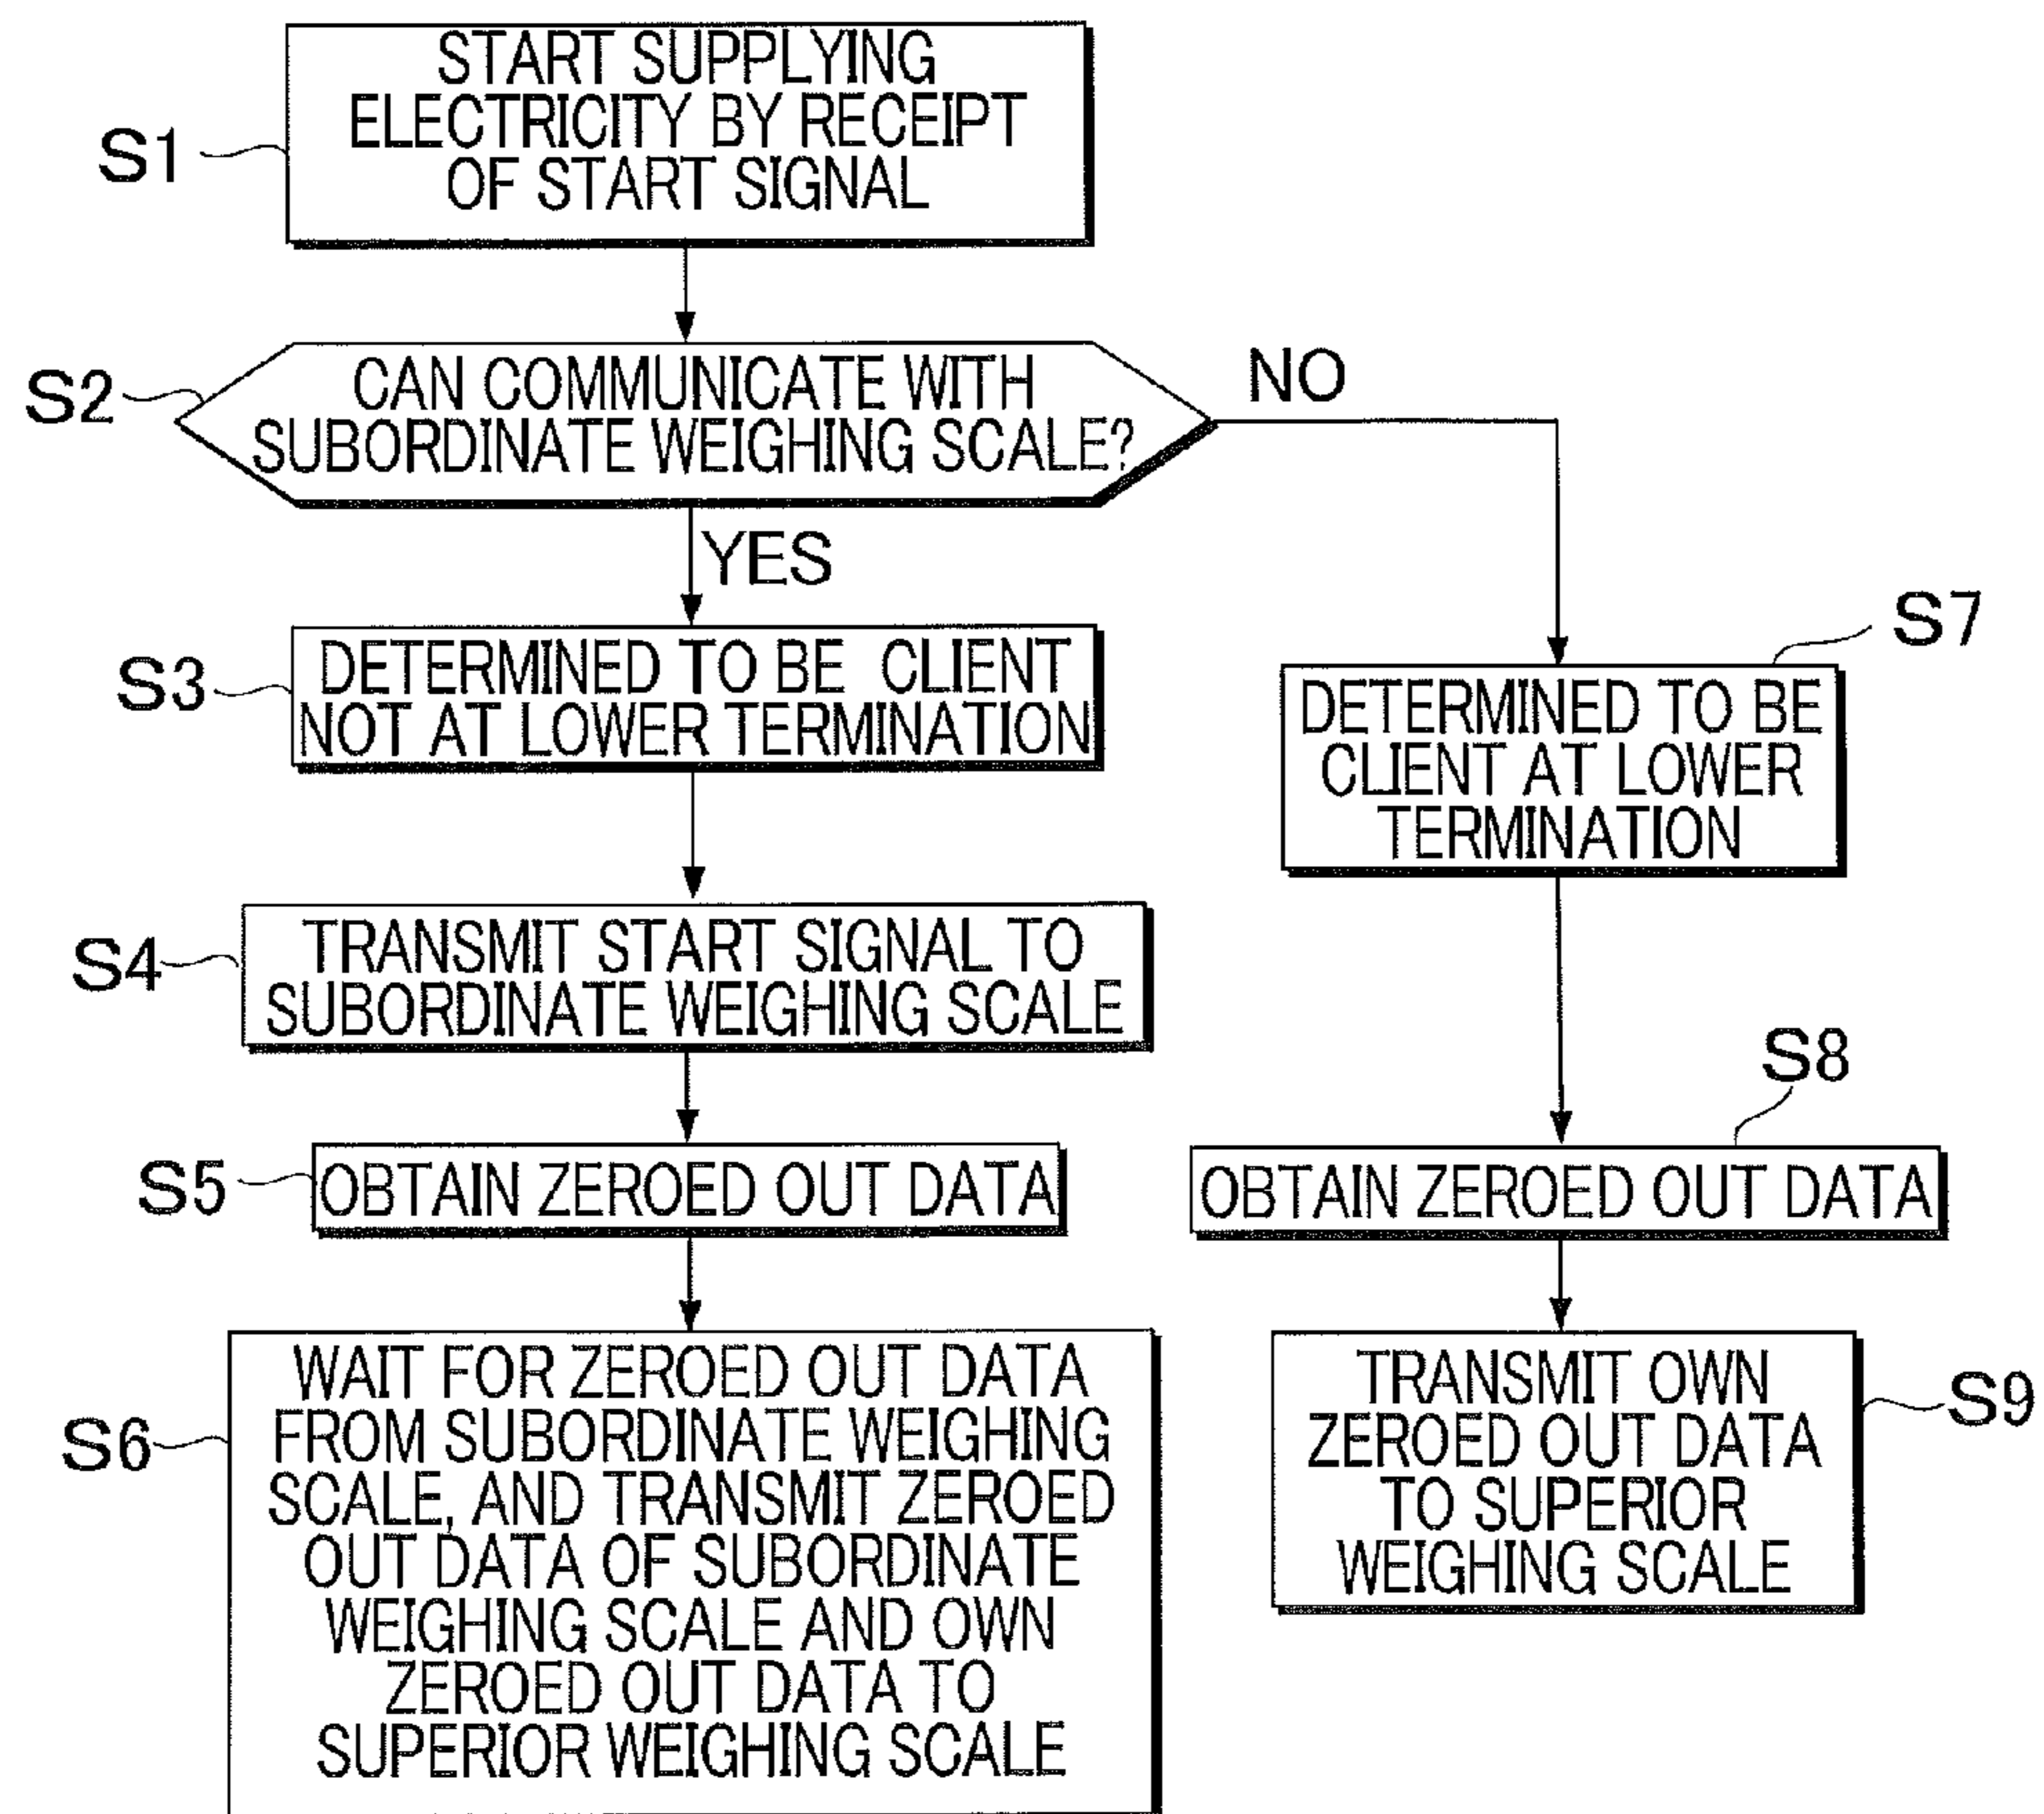 S1
START SUPPLYING
ELECTRICITY BY RECEIPT
OF START SIGNAL
S2
CAN COMMUNICATE WITH
SUBORDINATE WEIGHING SCALE?
NO
YES
S3
DETERMINED TO BE CLIENT
NOT AT LOWER TERMINATION
S4
TRANSMIT START SIGNAL TO
SUBORDINATE WEIGHING SCALE
S5
OBTAIN ZEROED OUT DATA
S6
WAIT FOR ZEROED OUT DATA
FROM SUBORDINATE WEIGHING
SCALE, AND TRANSMIT ZEROED
OUT DATA OF SUBORDINATE
WEIGHING SCALE AND OWN
ZEROED OUT DATA TO
SUPERIOR WEIGHING SCALE
S7
DETERMINED TO BE
CLIENT AT LOWER
TERMINATION
S8
OBTAIN ZEROED OUT DATA
S9
TRANSMIT OWN
ZEROED OUT DATA
TO SUPERIOR
WEIGHING SCALE